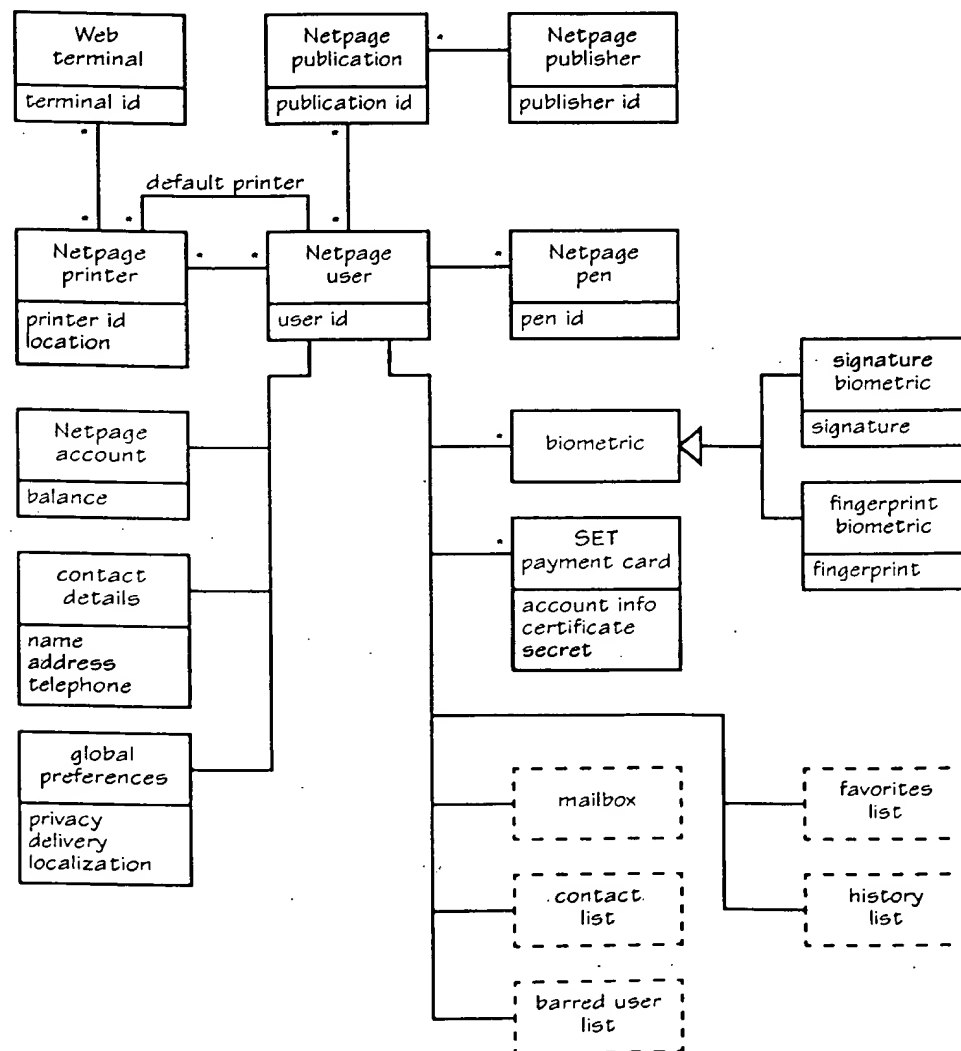 Web
terminal
terminal id
Netpage
publication
publication id
*
Netpage
publisher
publisher id
*
*
default printer
*
*
*
Netpage
printer
printer id
location
*
*
Netpage
user
user id
*
Netpage
pen
pen id
Netpage
account
balance
*
biometric
signature
biometric
signature
fingerprint
biometric
fingerprint
contact
details
name
address
telephone
*
SET
payment card
account info
certificate
secret
global
preferences
privacy
delivery
localization
mailbox
favorites
list
contact
list
history
list
barred user
list